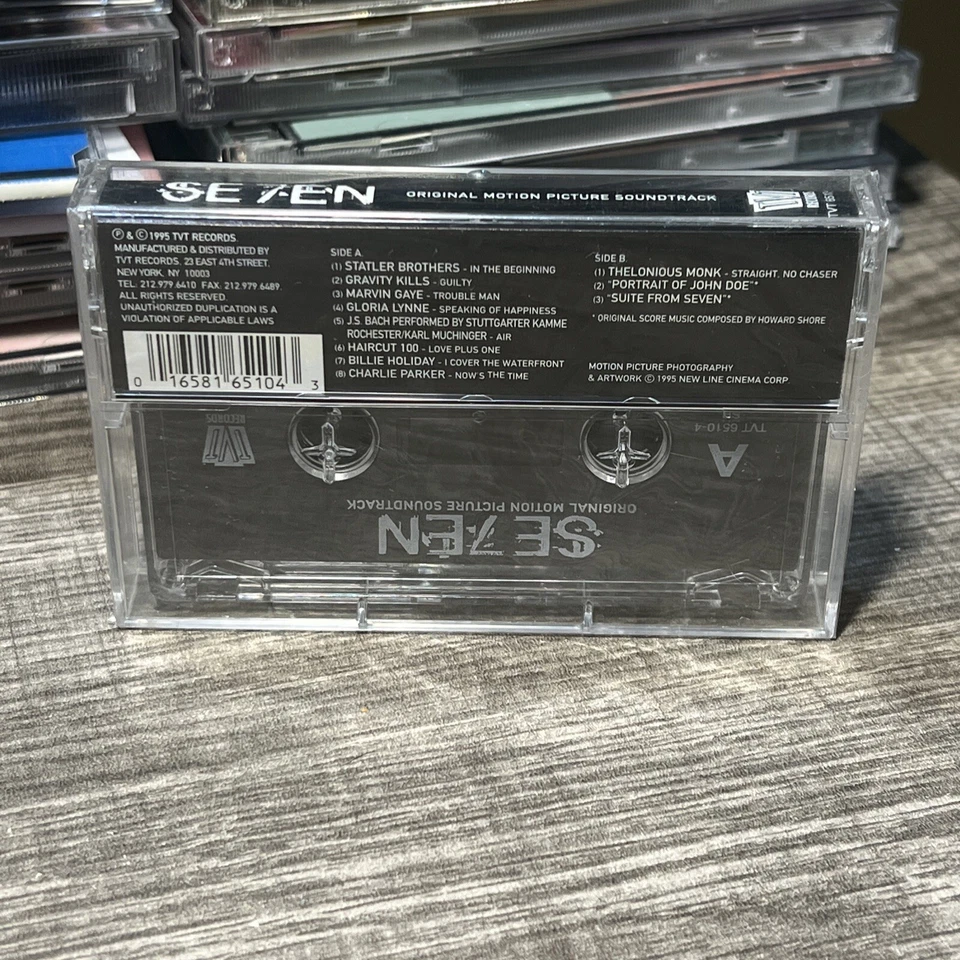 SE7EN ORIGINAL MOTION PICTURE SOUNDTRACK TVT RECORDS
℗ & © 1995 TVT RECORDS.
MANUFACTURED & DISTRIBUTED BY
TVT RECORDS. 23 EAST 4TH STREET,
NEW YORK, NY 10003
TEL: 212.979.6410 FAX. 212.979.6489
ALL RIGHTS RESERVED.
UNAUTHORIZED DUPLICATION IS A
VIOLATION OF APPLICABLE LAWS
0 16581 65104 3
SIDE A
(1) STATLER BROTHERS - IN THE BEGINNING
(2) GRAVITY KILLS - GUILTY
(3) MARVIN GAYE - TROUBLE MAN
(4) GLORIA LYNNE - SPEAKING OF HAPPINESS
(5) J.S. BACH PERFORMED BY STUTTGARTER KAMME
ROCHESTER/KARL MUCHINGER - AIR
(6) HAIRCUT 100 - LOVE PLUS ONE
(7) BILLIE HOLIDAY - I COVER THE WATERFRONT
(8) CHARLIE PARKER - NOW'S THE TIME
SIDE B
(1) THELONIOUS MONK - STRAIGHT, NO CHASER
(2) "PORTRAIT OF JOHN DOE"*
(3) "SUITE FROM SEVEN"*
* ORIGINAL SCORE MUSIC COMPOSED BY HOWARD SHORE
MOTION PICTURE PHOTOGRAPHY
& ARTWORK © 1995 NEW LINE CINEMA CORP.
TVT RECORDS
A
TVT 6510-4
ORIGINAL MOTION PICTURE SOUNDTRACK
SE7EN